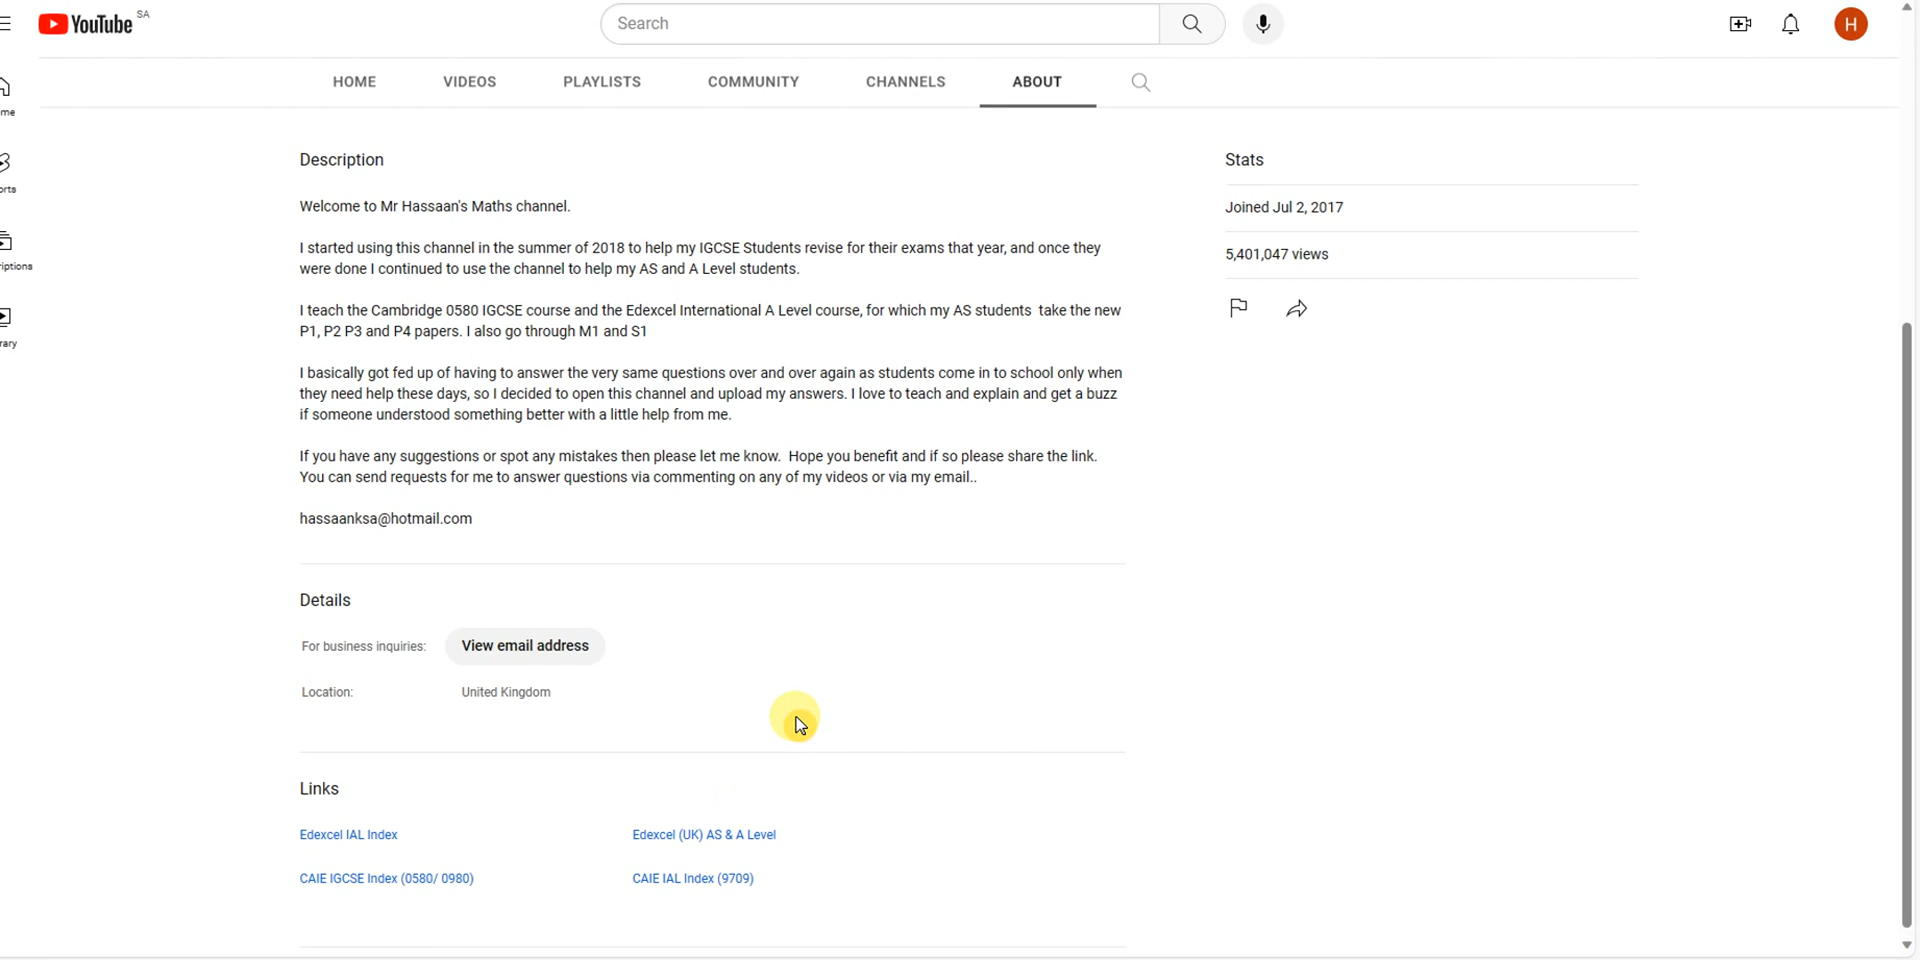 YouTube SA
Search
H
HOME VIDEOS PLAYLISTS COMMUNITY CHANNELS ABOUT
me
orts
riptions
rary
Description
Welcome to Mr Hassaan's Maths channel.
I started using this channel in the summer of 2018 to help my IGCSE Students revise for their exams that year, and once they
were done I continued to use the channel to help my AS and A Level students.
I teach the Cambridge 0580 IGCSE course and the Edexcel International A Level course, for which my AS students take the new
P1, P2 P3 and P4 papers. I also go through M1 and S1
I basically got fed up of having to answer the very same questions over and over again as students come in to school only when
they need help these days, so I decided to open this channel and upload my answers. I love to teach and explain and get a buzz
if someone understood something better with a little help from me.
If you have any suggestions or spot any mistakes then please let me know. Hope you benefit and if so please share the link.
You can send requests for me to answer questions via commenting on any of my videos or via my email..
hassaanksa@hotmail.com
Details
For business inquiries: View email address
Location: United Kingdom
Links
Edexcel IAL Index Edexcel (UK) AS & A Level
CAIE IGCSE Index (0580/ 0980) CAIE IAL Index (9709)
Stats
Joined Jul 2, 2017
5,401,047 views